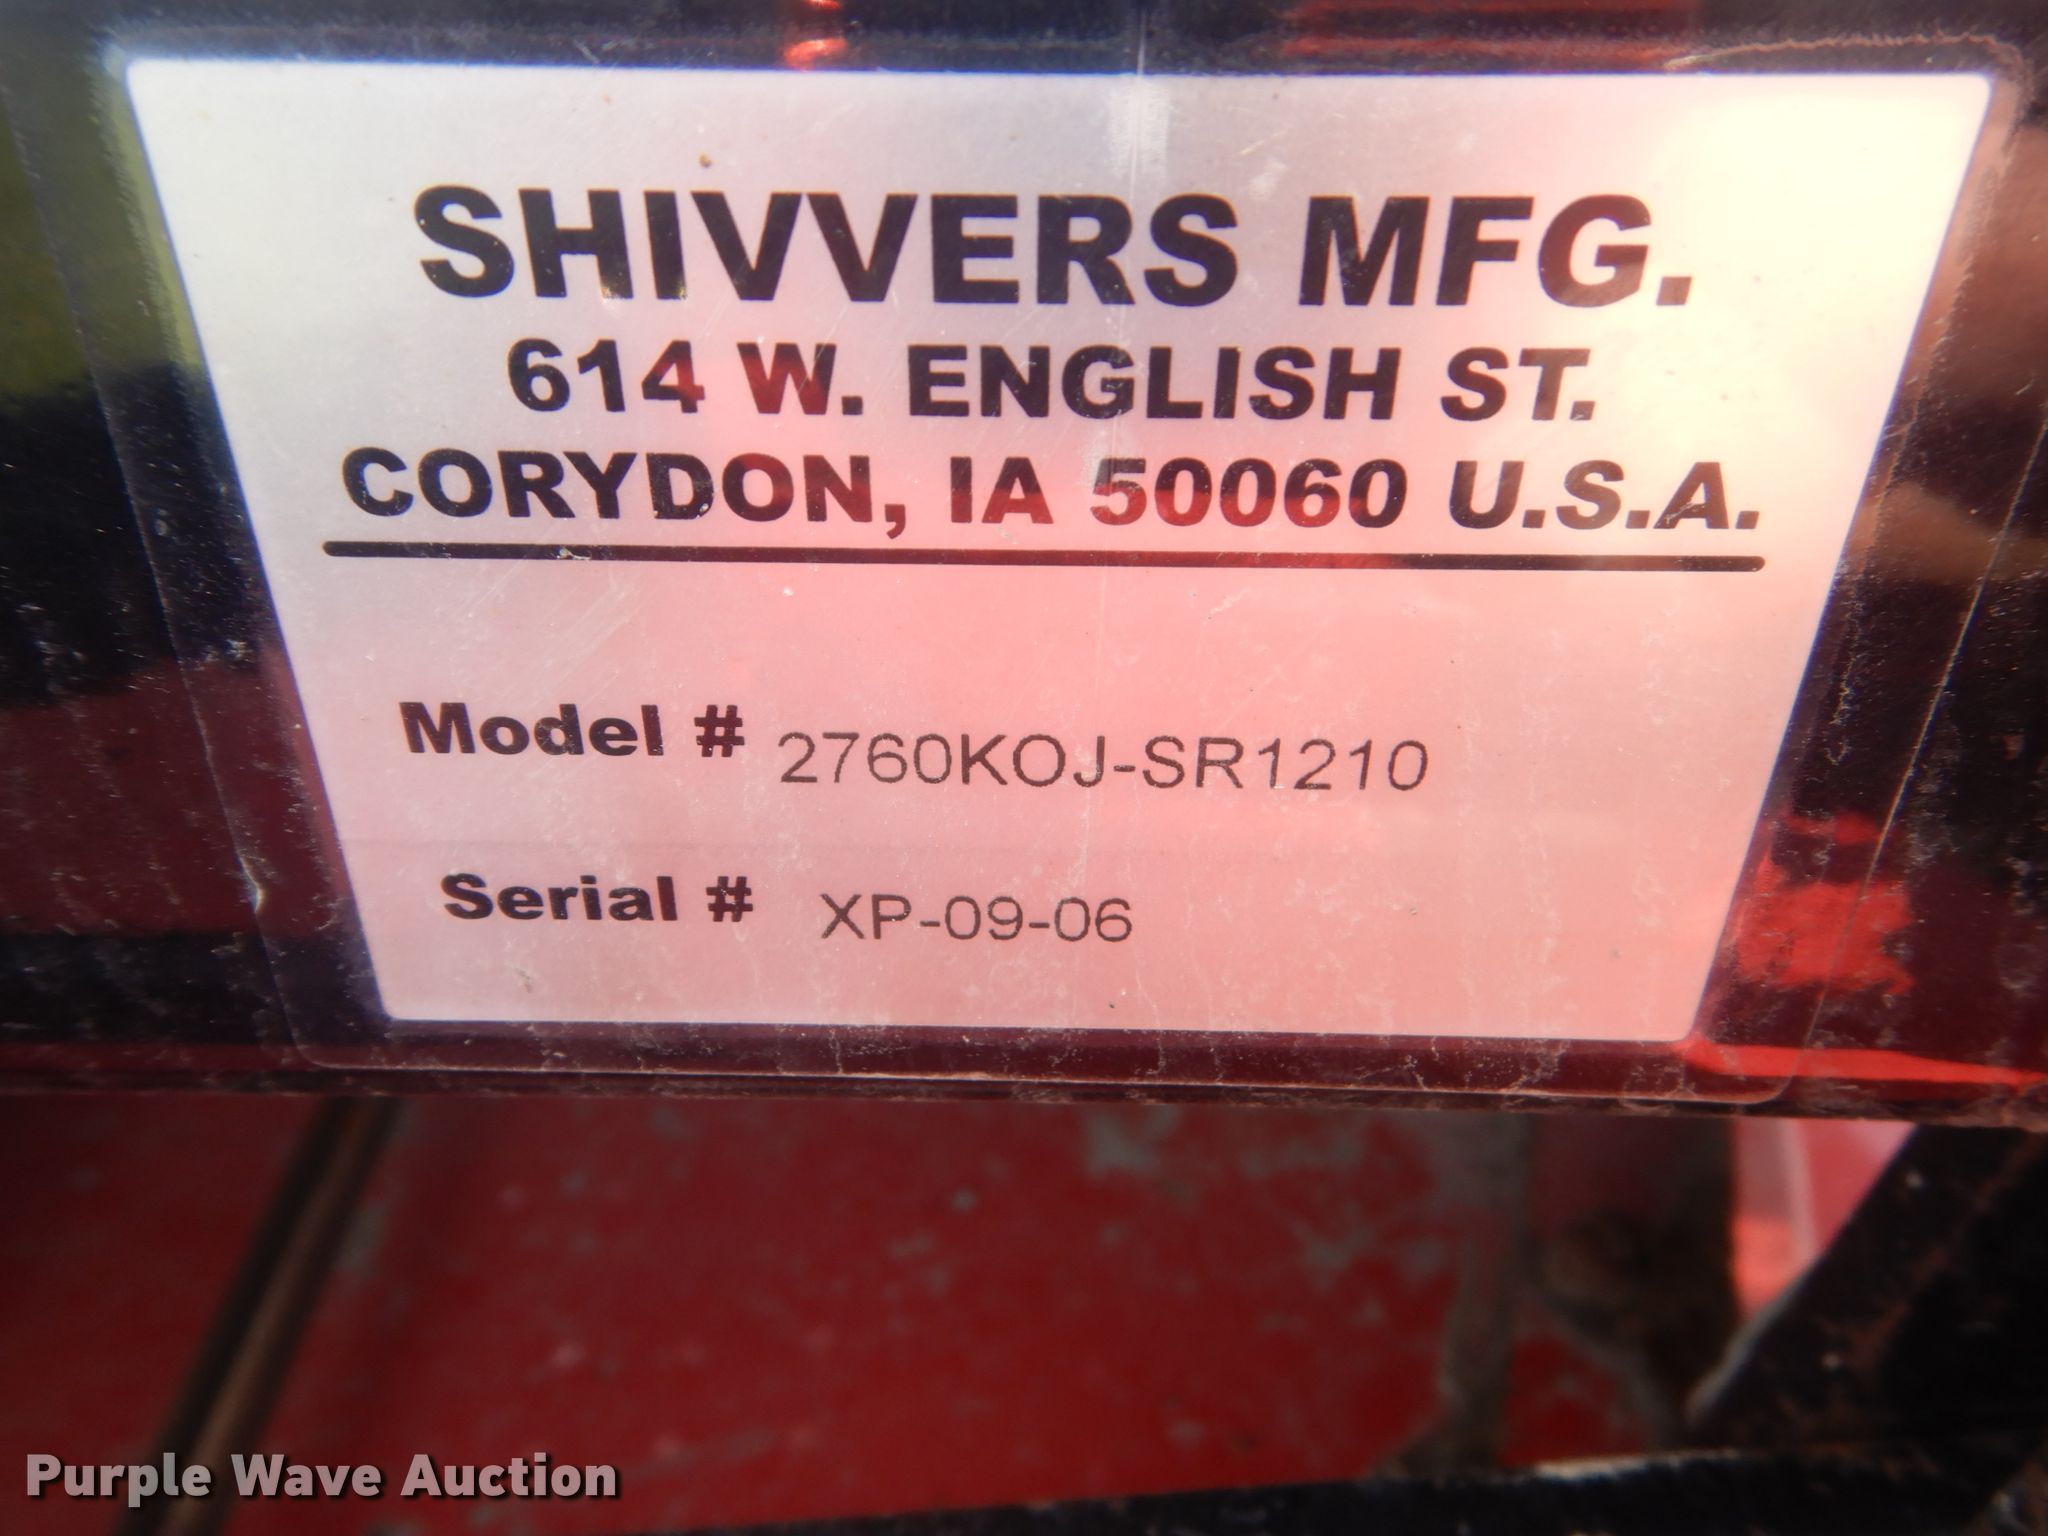 SHIVVERS MFG.
614 W. ENGLISH ST.
CORYDON, IA 50060 U.S.A.
Model # 2760KOJ-SR1210
Serial # XP-09-06
Purple Wave Auction